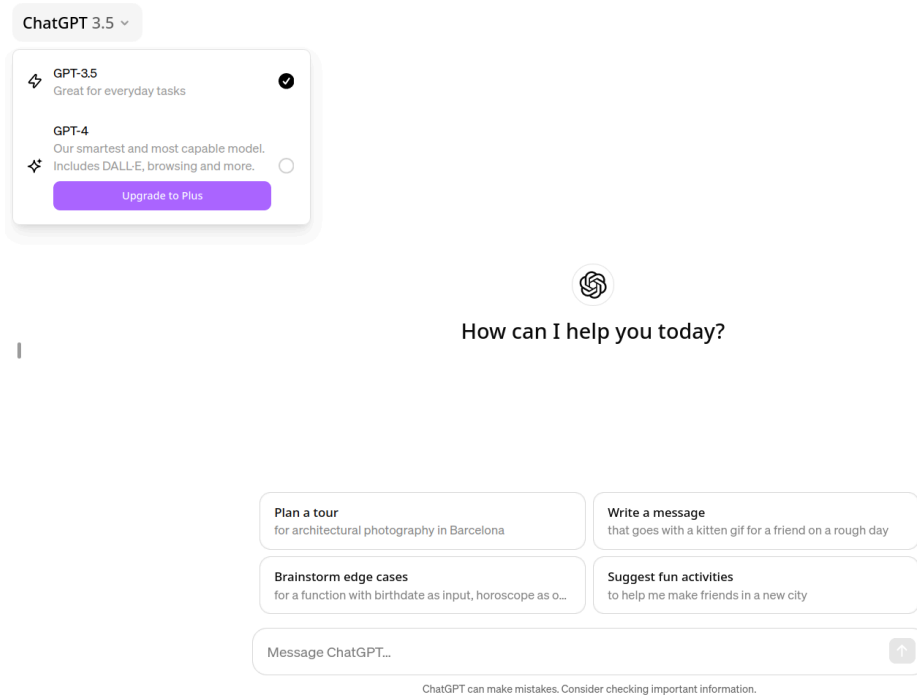 ChatGPT 3.5
GPT-3.5
Great for everyday tasks
GPT-4
Our smartest and most capable model.
Includes DALL·E, browsing and more.
Upgrade to Plus
How can I help you today?
Plan a tour
for architectural photography in Barcelona
Write a message
that goes with a kitten gif for a friend on a rough day
Brainstorm edge cases
for a function with birthdate as input, horoscope as o...
Suggest fun activities
to help me make friends in a new city
Message ChatGPT...
ChatGPT can make mistakes. Consider checking important information.